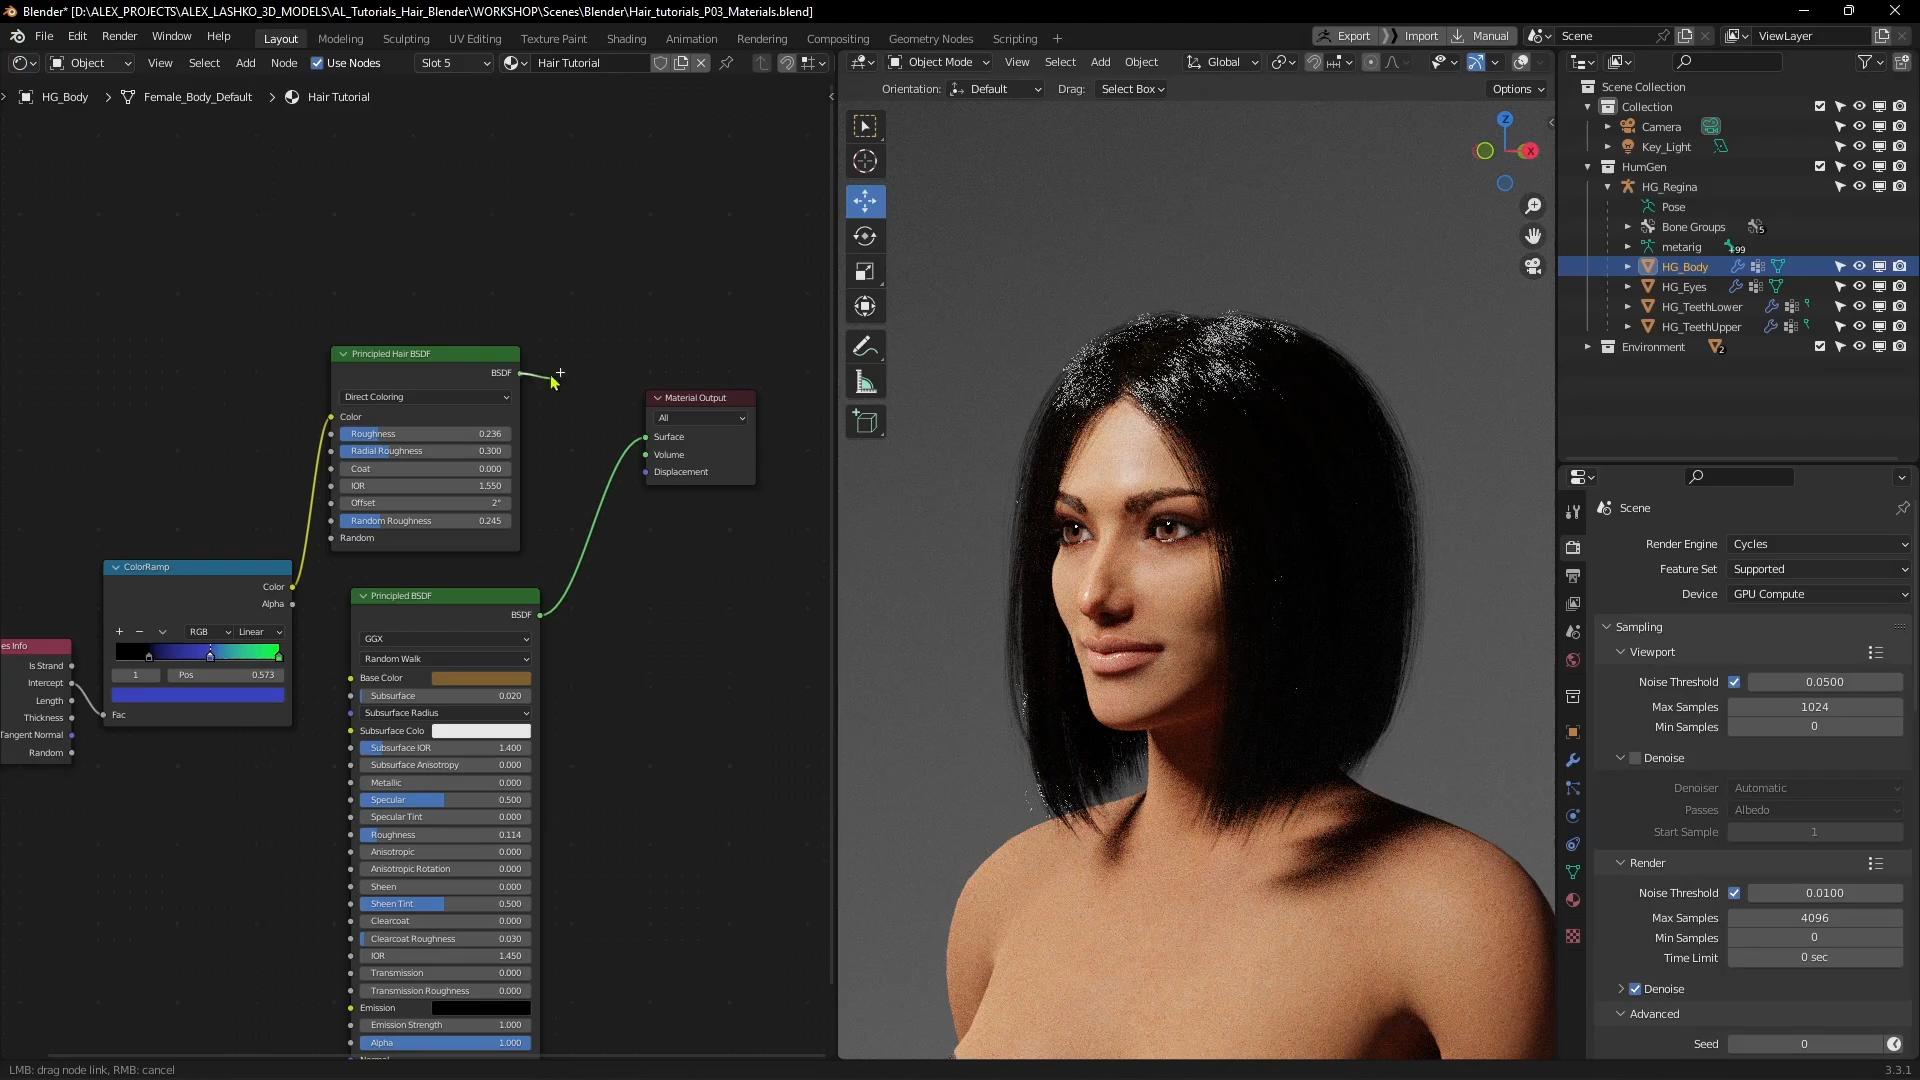 Blender* [D:\ALEX_PROJECTS\ALEX_LASHKO_3D_MODELS\AL_Tutorials_Hair_Blender\WORKSHOP\Scenes\Blender\Hair_tutorials_P03_Materials.blend]
File Edit Render Window Help Layout Modeling Sculpting UV Editing Texture Paint Shading Animation Rendering Compositing Geometry Nodes Scripting + Export Import Manual Scene ViewLayer
Object View Select Add Node Use Nodes Slot 5 Hair Tutorial Object Mode View Select Add Object Global
HG_Body > Female_Body_Default > Hair Tutorial
Orientation: Default Drag: Select Box Options
Principled Hair BSDF
BSDF
Direct Coloring
Color
Roughness 0.236
Radial Roughness 0.300
Coat 0.000
IOR 1.550
Offset 2°
Random Roughness 0.245
Random
Material Output
All
Surface
Volume
Displacement
ColorRamp
Color
Alpha
RGB Linear
1 Pos 0.573
Fac
es Info
Is Strand
Intercept
Length
Thickness
Tangent Normal
Random
Principled BSDF
BSDF
GGX
Random Walk
Base Color
Subsurface 0.020
Subsurface Radius
Subsurface Colo
Subsurface IOR 1.400
Subsurface Anisotropy 0.000
Metallic 0.000
Specular 0.500
Specular Tint 0.000
Roughness 0.114
Anisotropic 0.000
Anisotropic Rotation 0.000
Sheen 0.000
Sheen Tint 0.500
Clearcoat 0.000
Clearcoat Roughness 0.030
IOR 1.450
Transmission 0.000
Transmission Roughness 0.000
Emission
Emission Strength 1.000
Alpha 1.000
Normal
Z
X
Scene Collection
Collection
Camera
Key_Light
HumGen
HG_Regina
Pose
Bone Groups 5
metarig +99
HG_Body
HG_Eyes
HG_TeethLower
HG_TeethUpper
Environment 2
Scene
Render Engine Cycles
Feature Set Supported
Device GPU Compute
Sampling
Viewport
Noise Threshold 0.0500
Max Samples 1024
Min Samples 0
Denoise
Denoiser Automatic
Passes Albedo
Start Sample 1
Render
Noise Threshold 0.0100
Max Samples 4096
Min Samples 0
Time Limit 0 sec
Denoise
Advanced
Seed 0
LMB: drag node link, RMB: cancel
3.3.1